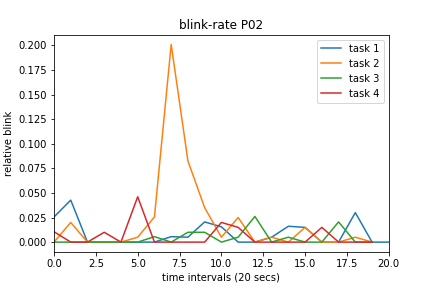 blink-rate P02
relative blink
0.200
0.175
0.150
0.125
0.100
0.075
0.050
0.025
0.000
task 1
task 2
task 3
task 4
0.0 2.5 5.0 7.5 10.0 12.5 15.0 17.5 20.0
time intervals (20 secs)